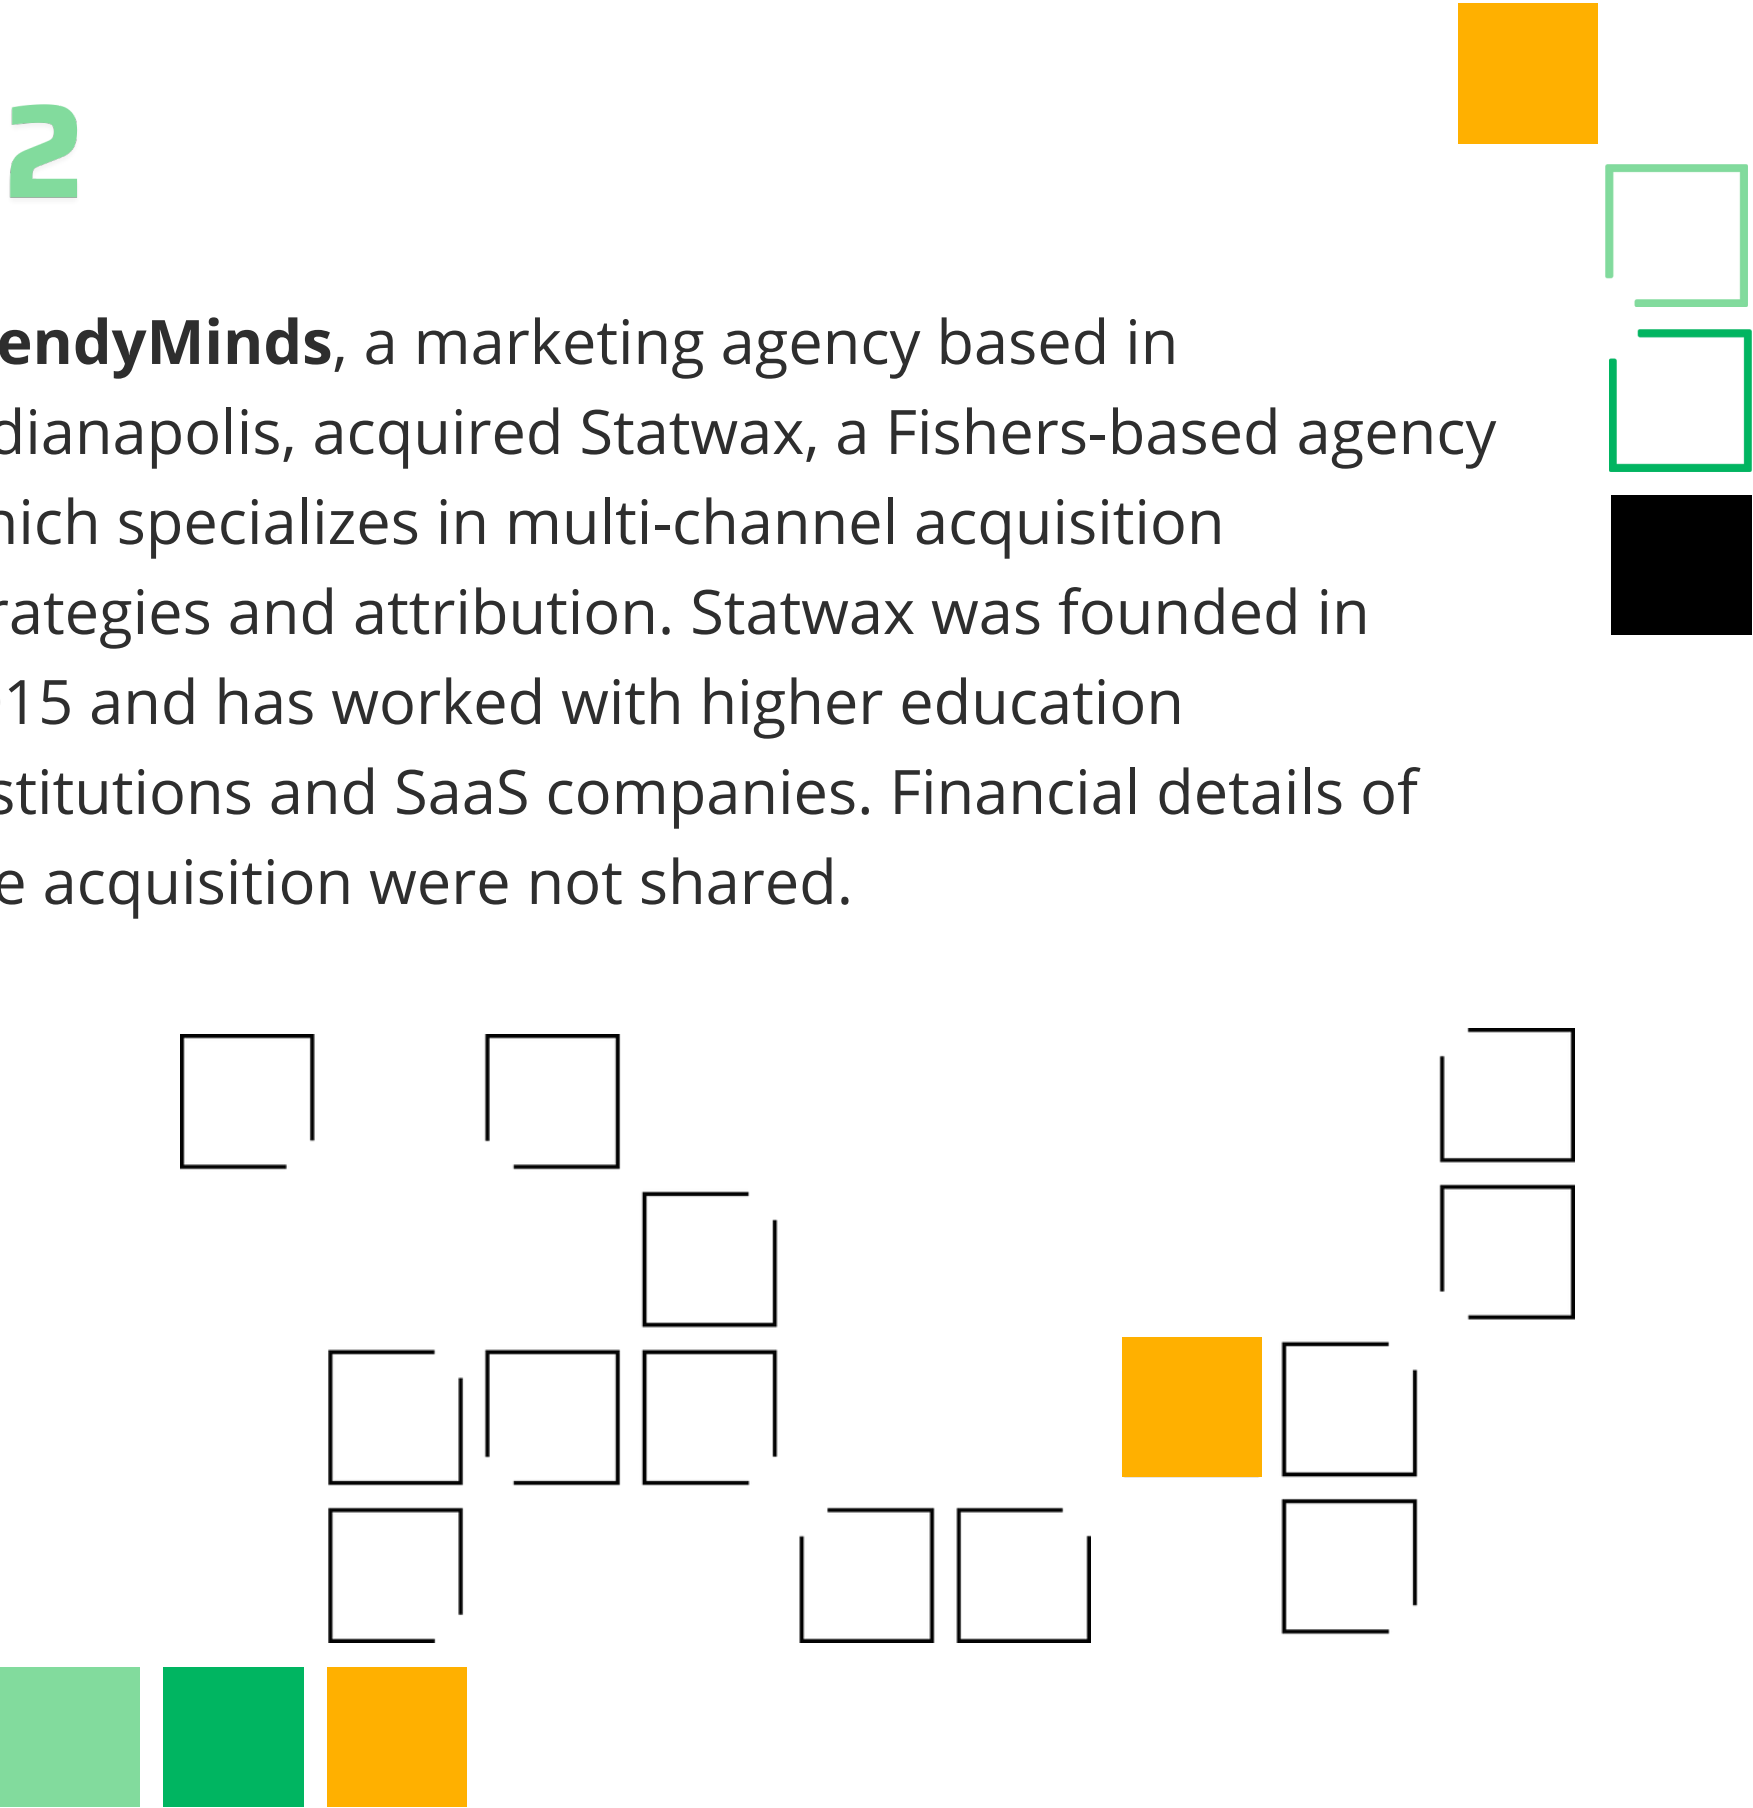 2
endyMinds, a marketing agency based in
dianapolis, acquired Statwax, a Fishers-based agency
hich specializes in multi-channel acquisition
rategies and attribution. Statwax was founded in
15 and has worked with higher education
stitutions and SaaS companies. Financial details of
e acquisition were not shared.